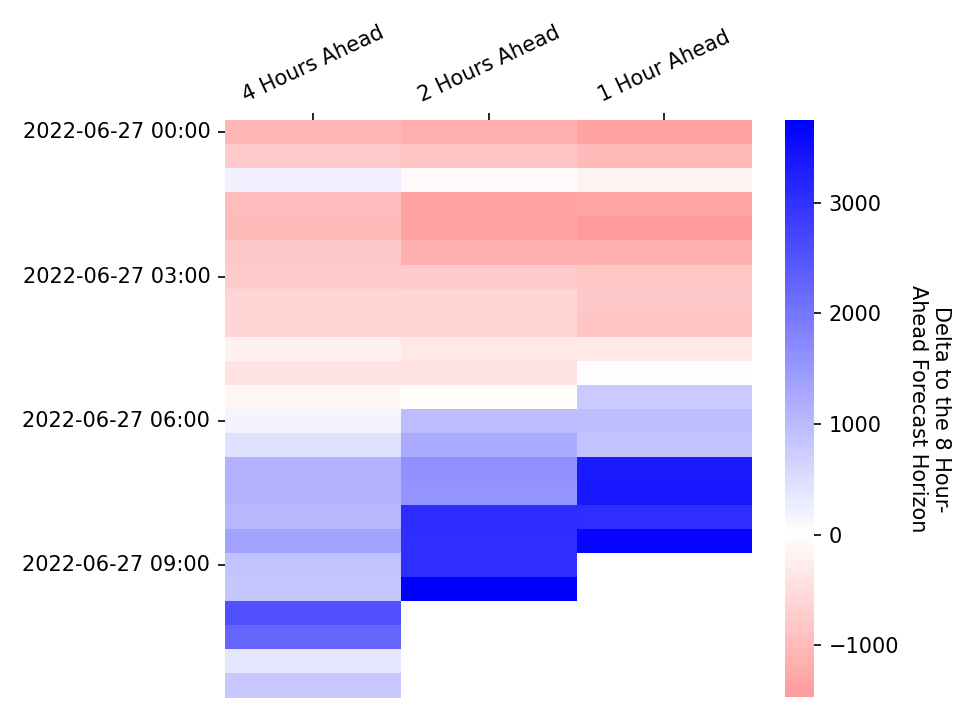 4 Hours Ahead
2 Hours Ahead
1 Hour Ahead
2022-06-27 00:00
2022-06-27 03:00
2022-06-27 06:00
2022-06-27 09:00
3000
2000
1000
0
−1000
Delta to the 8 Hour-
Ahead Forecast Horizon